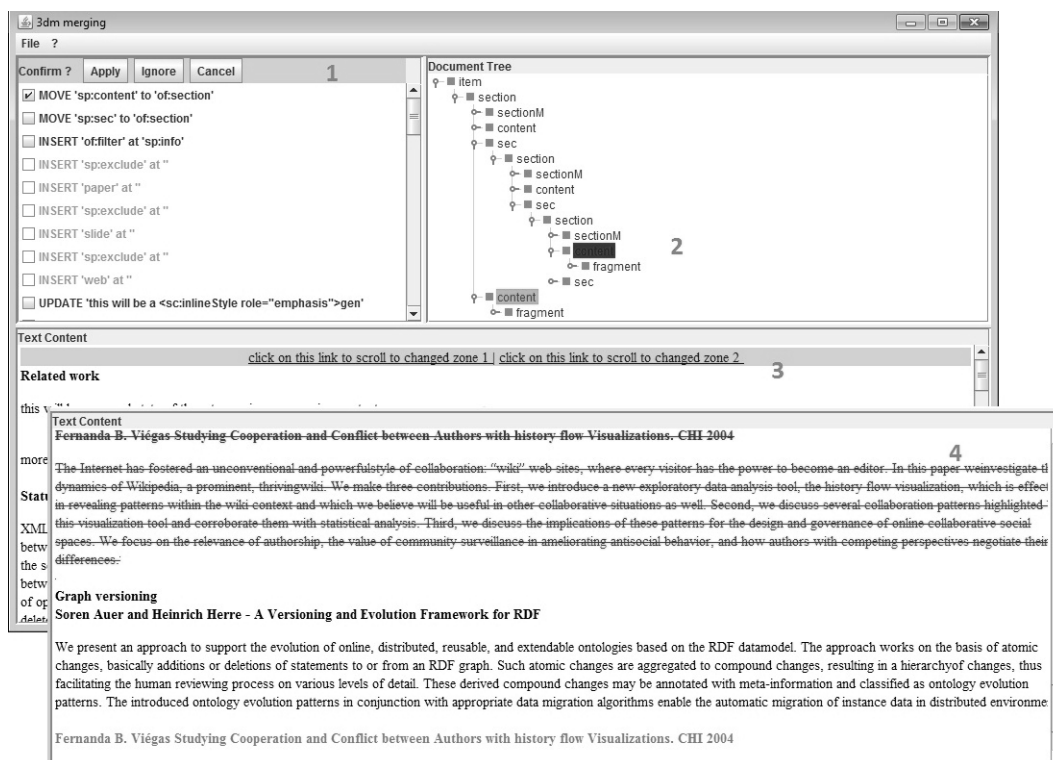 3dm merging
File ?
Confirm ? Apply Ignore Cancel 1
MOVE 'sp:content' to 'of:section'
MOVE 'sp:sec' to 'of:section'
INSERT 'of:filter' at 'sp:info'
INSERT 'sp:exclude' at ''
INSERT 'paper' at ''
INSERT 'sp:exclude' at ''
INSERT 'slide' at ''
INSERT 'sp:exclude' at ''
INSERT 'web' at ''
UPDATE 'this will be a <sc:inlineStyle role="emphasis">gen'
Document Tree
item
section
sectionM
content
sec
section
sectionM
content
sec
section
sectionM
content
fragment
sec
content
fragment
2
Text Content
click on this link to scroll to changed zone 1 | click on this link to scroll to changed zone 2
3
Related work
this
more
XML
betw
the s
betw
of op
delet
Text Content
4
Fernanda B. Viégas Studying Cooperation and Conflict between Authors with history flow Visualizations. CHI 2004
The Internet has fostered an unconventional and powerfulstyle of collaboration: "wiki" web sites, where every visitor has the power to become an editor. In this paper weinvestigate th
dynamics of Wikipedia, a prominent, thrivingwiki. We make three contributions. First, we introduce a new exploratory data analysis tool, the history flow visualization, which is effect
in revealing patterns within the wiki context and which we believe will be useful in other collaborative situations as well. Second, we discuss several collaboration patterns highlighted
this visualization tool and corroborate them with statistical analysis. Third, we discuss the implications of these patterns for the design and governance of online collaborative social
spaces. We focus on the relevance of authorship, the value of community surveillance in ameliorating antisocial behavior, and how authors with competing perspectives negotiate their
differences.
Graph versioning
Soren Auer and Heinrich Herre - A Versioning and Evolution Framework for RDF
We present an approach to support the evolution of online, distributed, reusable, and extendable ontologies based on the RDF datamodel. The approach works on the basis of atomic
changes, basically additions or deletions of statements to or from an RDF graph. Such atomic changes are aggregated to compound changes, resulting in a hierarchyof changes, thus
facilitating the human reviewing process on various levels of detail. These derived compound changes may be annotated with meta-information and classified as ontology evolution
patterns. The introduced ontology evolution patterns in conjunction with appropriate data migration algorithms enable the automatic migration of instance data in distributed environme
Fernanda B. Viégas Studying Cooperation and Conflict between Authors with history flow Visualizations. CHI 2004